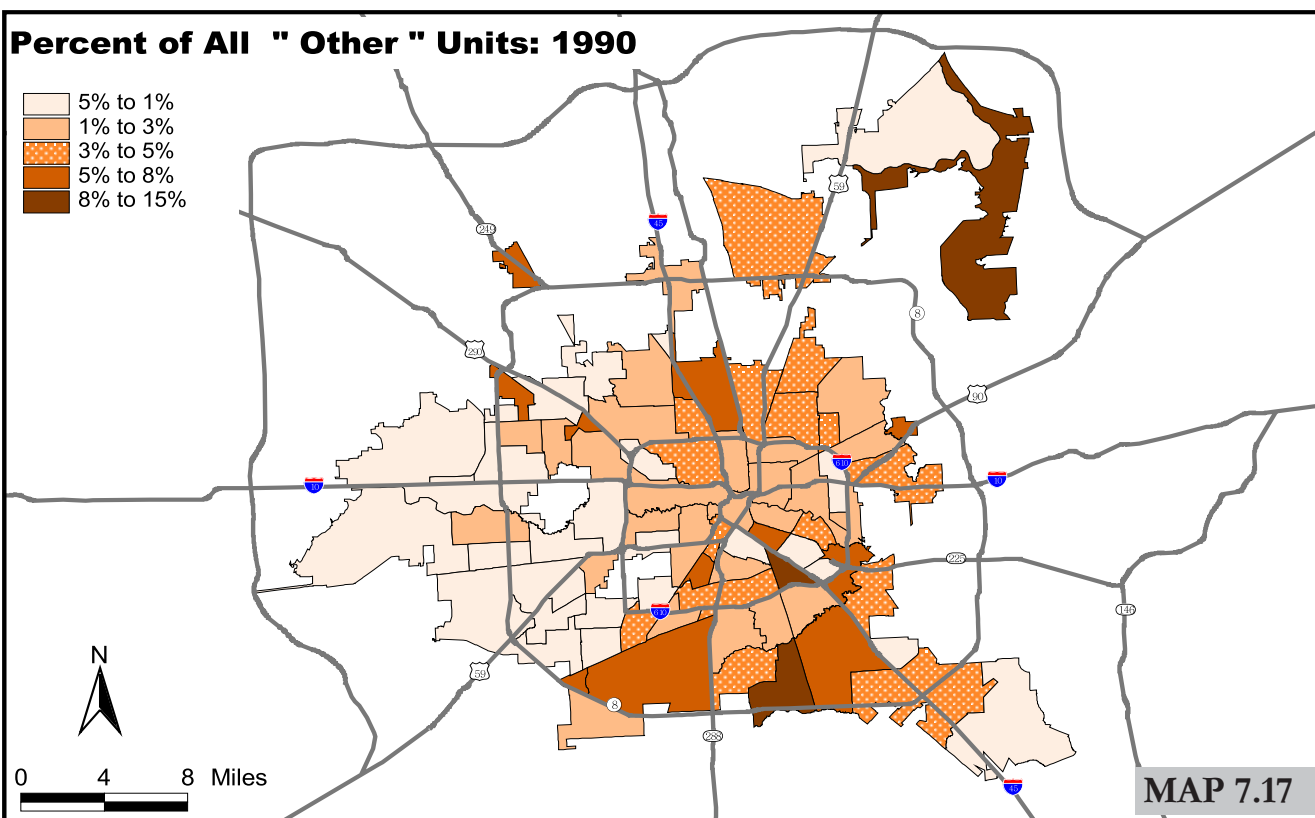 Percent of All " Other " Units: 1990
5% to 1%
1% to 3%
3% to 5%
5% to 8%
8% to 15%
59
45
249
8
290
90
610
10
10
225
146
610
59
8
288
45
N
0 4 8 Miles
MAP 7.17